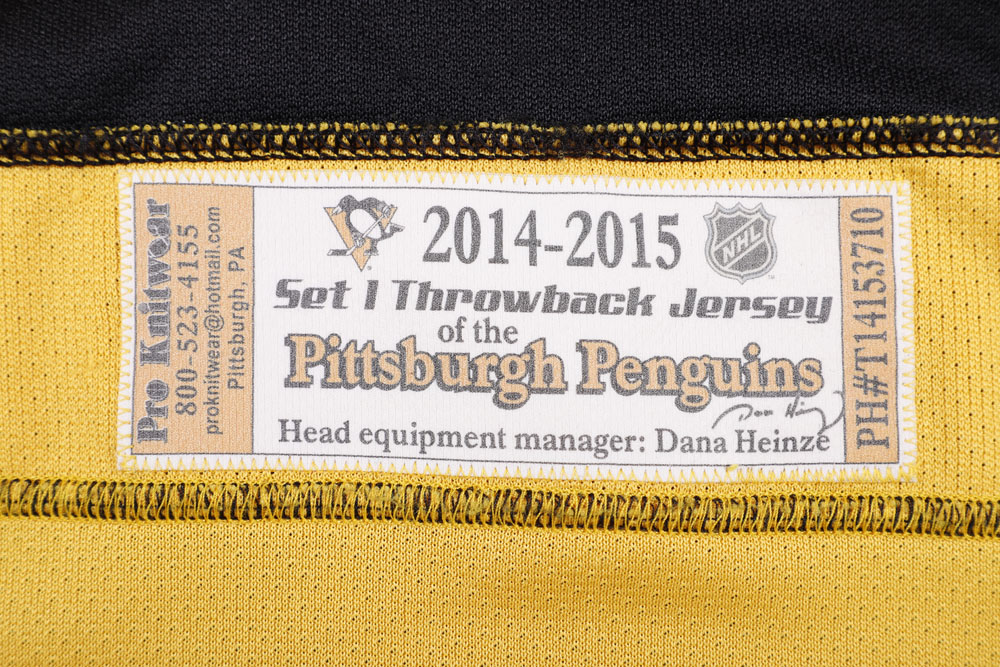 Pro Knitwear
800-523-4155
proknitwear@hotmail.com
Pittsburgh, PA
2014-2015
NHL
Set 1 Throwback Jersey
of the
Pittsburgh Penguins
Head equipment manager: Dana Heinze
PH#T14153710